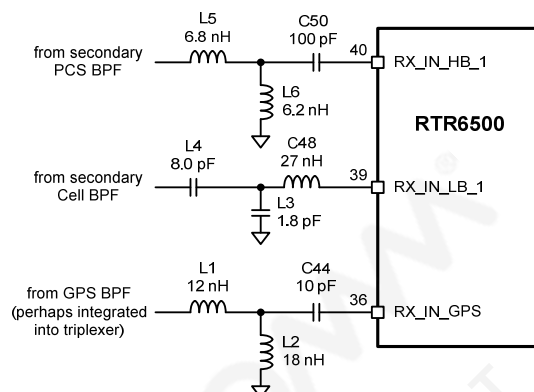 L5
6.8 nH
C50
100 pF
40
from secondary
PCS BPF
RX_IN_HB_1
L6
6.2 nH
RTR6500
L4
8.0 pF
C48
27 nH
39
from secondary
Cell BPF
RX_IN_LB_1
L3
1.8 pF
L1
12 nH
C44
10 pF
36
from GPS BPF
(perhaps integrated
into triplexer)
RX_IN_GPS
L2
18 nH